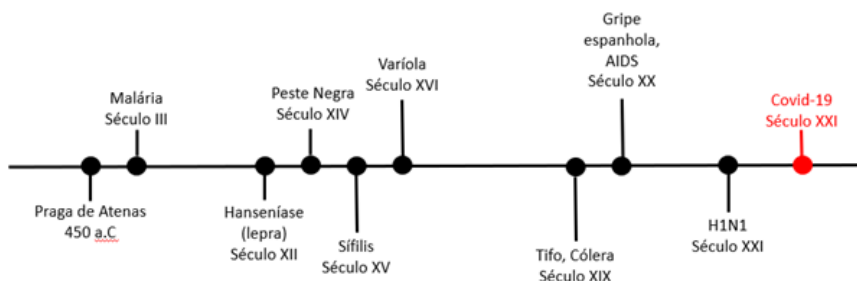 Praga de Atenas
450 a.C
Malária
Século III
Hanseníase
(lepra)
Século XII
Peste Negra
Século XIV
Sífilis
Século XV
Varíola
Século XVI
Tifo, Cólera
Século XIX
Gripe
espanhola,
AIDS
Século XX
H1N1
Século XXI
Covid-19
Século XXI